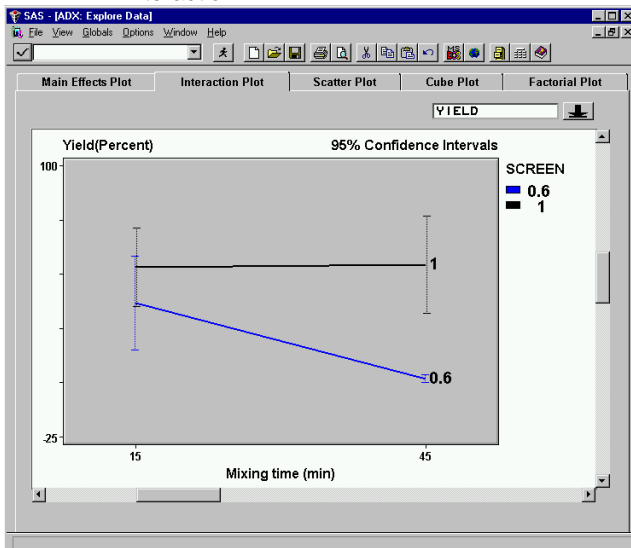 SAS - [ADX: Explore Data]
File View Globals Options Window Help
Main Effects Plot Interaction Plot Scatter Plot Cube Plot Factorial Plot
YIELD
Yield(Percent) 95% Confidence Intervals
100
SCREEN
0.6
1
1
0.6
25
15 45
Mixing time (min)